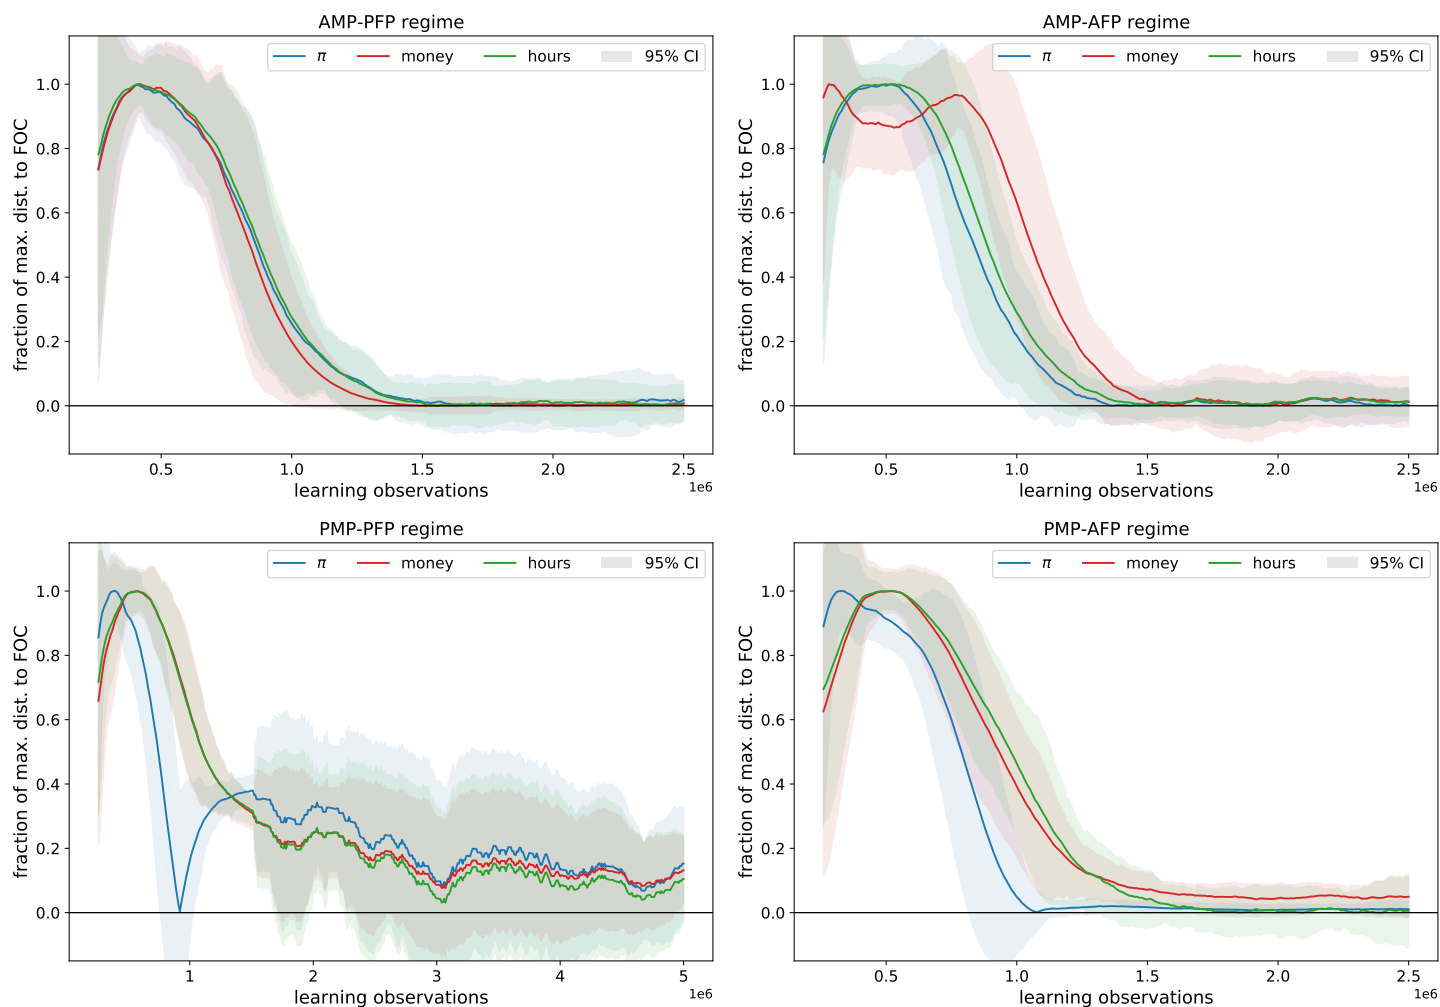 AMP-PFP regime
π money hours 95% CI
fraction of max. dist. to FOC
1.0
0.8
0.6
0.4
0.2
0.0
0.5 1.0 1.5 2.0 2.5
1e6
learning observations
AMP-AFP regime
π money hours 95% CI
fraction of max. dist. to FOC
1.0
0.8
0.6
0.4
0.2
0.0
0.5 1.0 1.5 2.0 2.5
1e6
learning observations
PMP-PFP regime
π money hours 95% CI
fraction of max. dist. to FOC
1.0
0.8
0.6
0.4
0.2
0.0
1 2 3 4 5
1e6
learning observations
PMP-AFP regime
π money hours 95% CI
fraction of max. dist. to FOC
1.0
0.8
0.6
0.4
0.2
0.0
0.5 1.0 1.5 2.0 2.5
1e6
learning observations